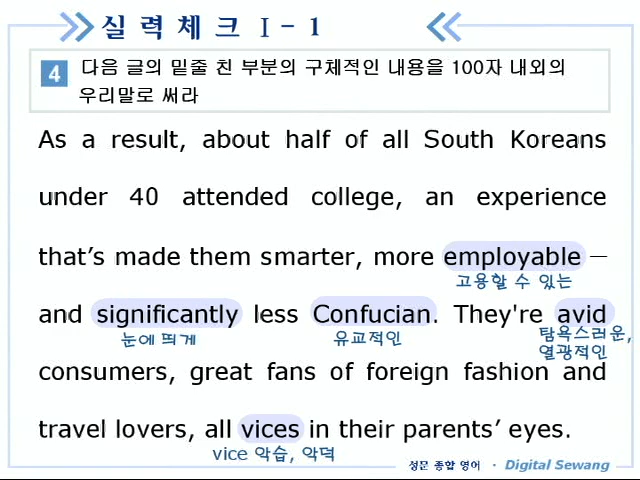 실력체크 I - 1
4 다음 글의 밑줄 친 부분의 구체적인 내용을 100자 내외의
우리말로 써라
As a result, about half of all South Koreans
under 40 attended college, an experience
that's made them smarter, more employable —
고용할 수 있는
and significantly less Confucian. They're avid
눈에 띄게 유교적인 탐욕스러운,
열광적인
consumers, great fans of foreign fashion and
travel lovers, all vices in their parents' eyes.
vice 악습, 악덕
성문 종합 영어 · Digital Sewang